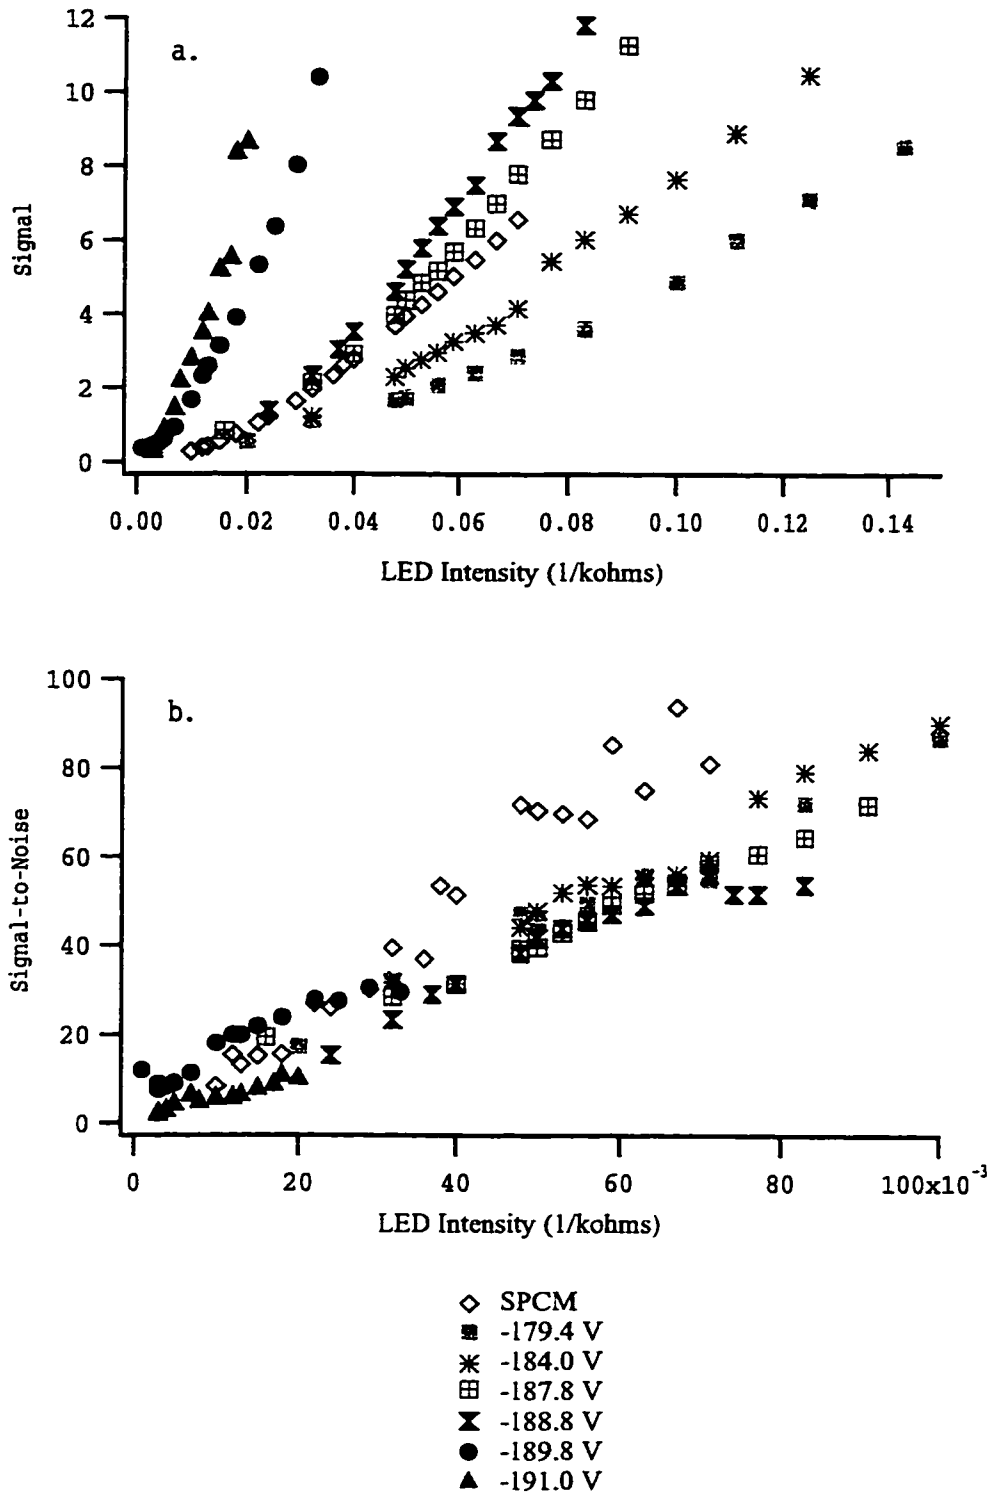 a.
12
10
8
6
4
2
0
Signal
0.00 0.02 0.04 0.06 0.08 0.10 0.12 0.14
LED Intensity (1/kohms)
b.
100
80
60
40
20
0
Signal-to-Noise
0 20 40 60 80 100x10-3
LED Intensity (1/kohms)
SPCM
-179.4 V
-184.0 V
-187.8 V
-188.8 V
-189.8 V
-191.0 V